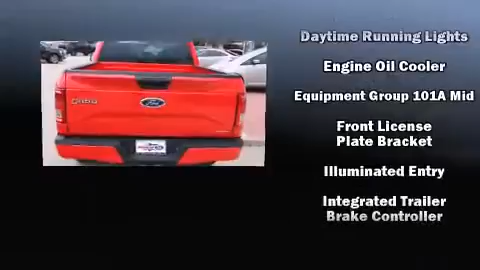 Daytime Running Lights
Engine Oil Cooler
Equipment Group 101A Mid
Front License
Plate Bracket
Illuminated Entry
Integrated Trailer
Brake Controller
Ford